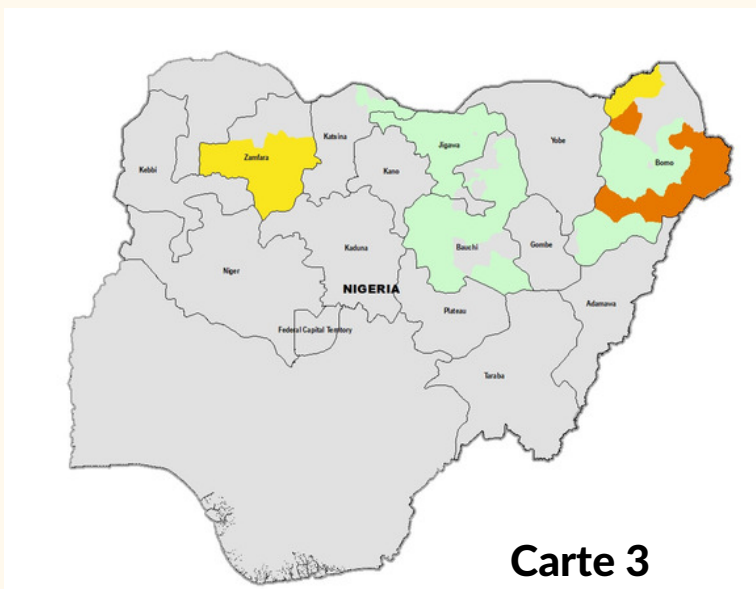 Katsina
Jigawa
Yobe
Borno
Zamfara
Kebbi
Kano
Kaduna
Bauchi
Gombe
Niger
NIGERIA
Adamawa
Plateau
Federal Capital Territory
Taraba
Carte 3